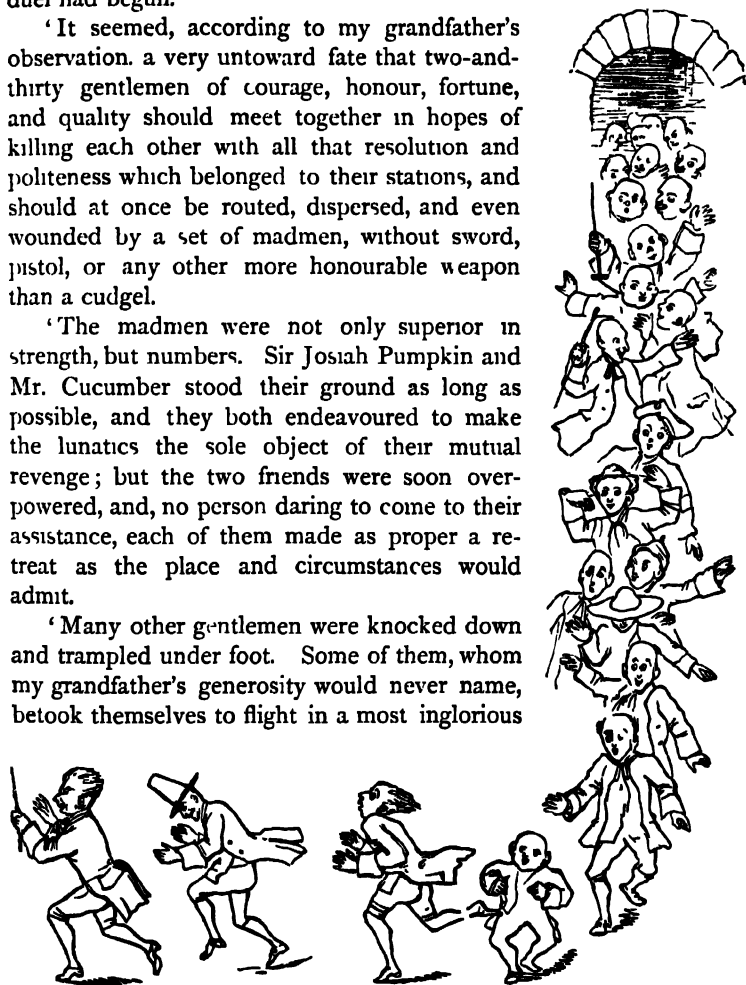 duel had begun.
‘It seemed, according to my grandfather’s
observation. a very untoward fate that two-and-
thirty gentlemen of courage, honour, fortune,
and quality should meet together in hopes of
killing each other with all that resolution and
politeness which belonged to their stations, and
should at once be routed, dispersed, and even
wounded by a set of madmen, without sword,
pistol, or any other more honourable weapon
than a cudgel.
‘The madmen were not only superior in
strength, but numbers. Sir Josiah Pumpkin and
Mr. Cucumber stood their ground as long as
possible, and they both endeavoured to make
the lunatics the sole object of their mutual
revenge; but the two friends were soon over-
powered, and, no person daring to come to their
assistance, each of them made as proper a re-
treat as the place and circumstances would
admit.
‘Many other gentlemen were knocked down
and trampled under foot. Some of them, whom
my grandfather’s generosity would never name,
betook themselves to flight in a most inglorious